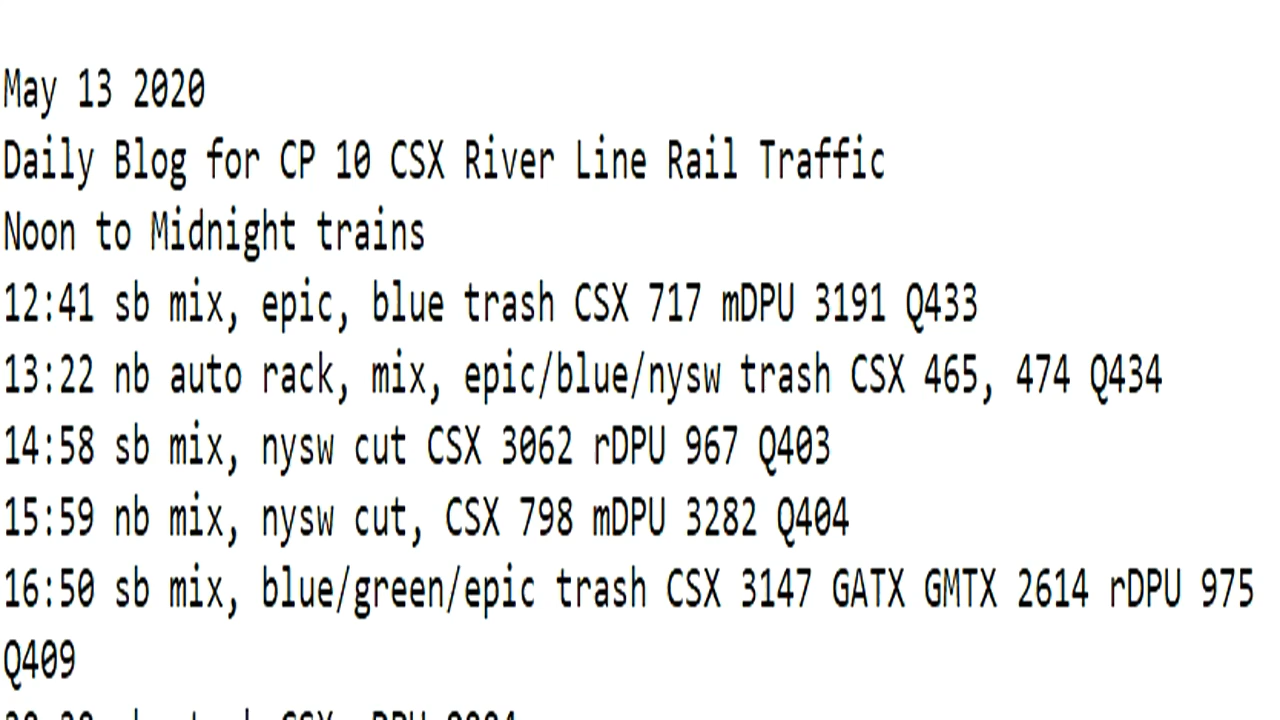 May 13 2020
Daily Blog for CP 10 CSX River Line Rail Traffic
Noon to Midnight trains
12:41 sb mix, epic, blue trash CSX 717 mDPU 3191 Q433
13:22 nb auto rack, mix, epic/blue/nysw trash CSX 465, 474 Q434
14:58 sb mix, nysw cut CSX 3062 rDPU 967 Q403
15:59 nb mix, nysw cut, CSX 798 mDPU 3282 Q404
16:50 sb mix, blue/green/epic trash CSX 3147 GATX GMTX 2614 rDPU 975
Q409